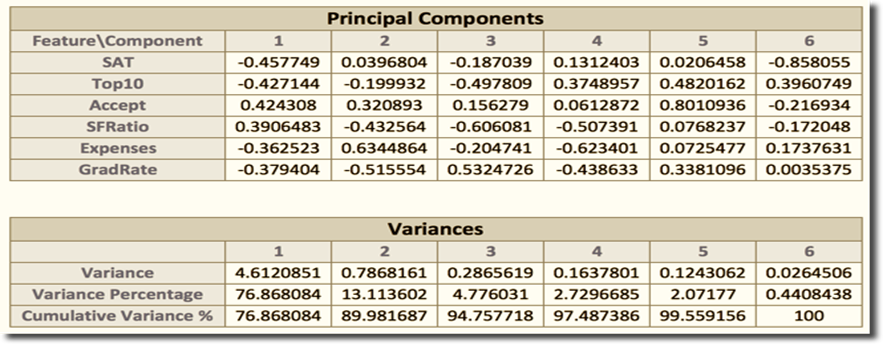 Principal Components
Feature\Component 1 2 3 4 5 6
SAT -0.457749 0.0396804 -0.187039 0.1312403 0.0206458 -0.858055
Top10 -0.427144 -0.199932 -0.497809 0.3748957 0.4820162 0.3960749
Accept 0.424308 0.320893 0.156279 0.0612872 0.8010936 -0.216934
SFRatio 0.3906483 -0.432564 -0.606081 -0.507391 0.0768237 -0.172048
Expenses -0.362523 0.6344864 -0.204741 -0.623401 0.0725477 0.1737631
GradRate -0.379404 -0.515554 0.5324726 -0.438633 0.3381096 0.0035375
Variances
1 2 3 4 5 6
Variance 4.6120851 0.7868161 0.2865619 0.1637801 0.1243062 0.0264506
Variance Percentage 76.868084 13.113602 4.776031 2.7296685 2.07177 0.4408438
Cumulative Variance % 76.868084 89.981687 94.757718 97.487386 99.559156 100